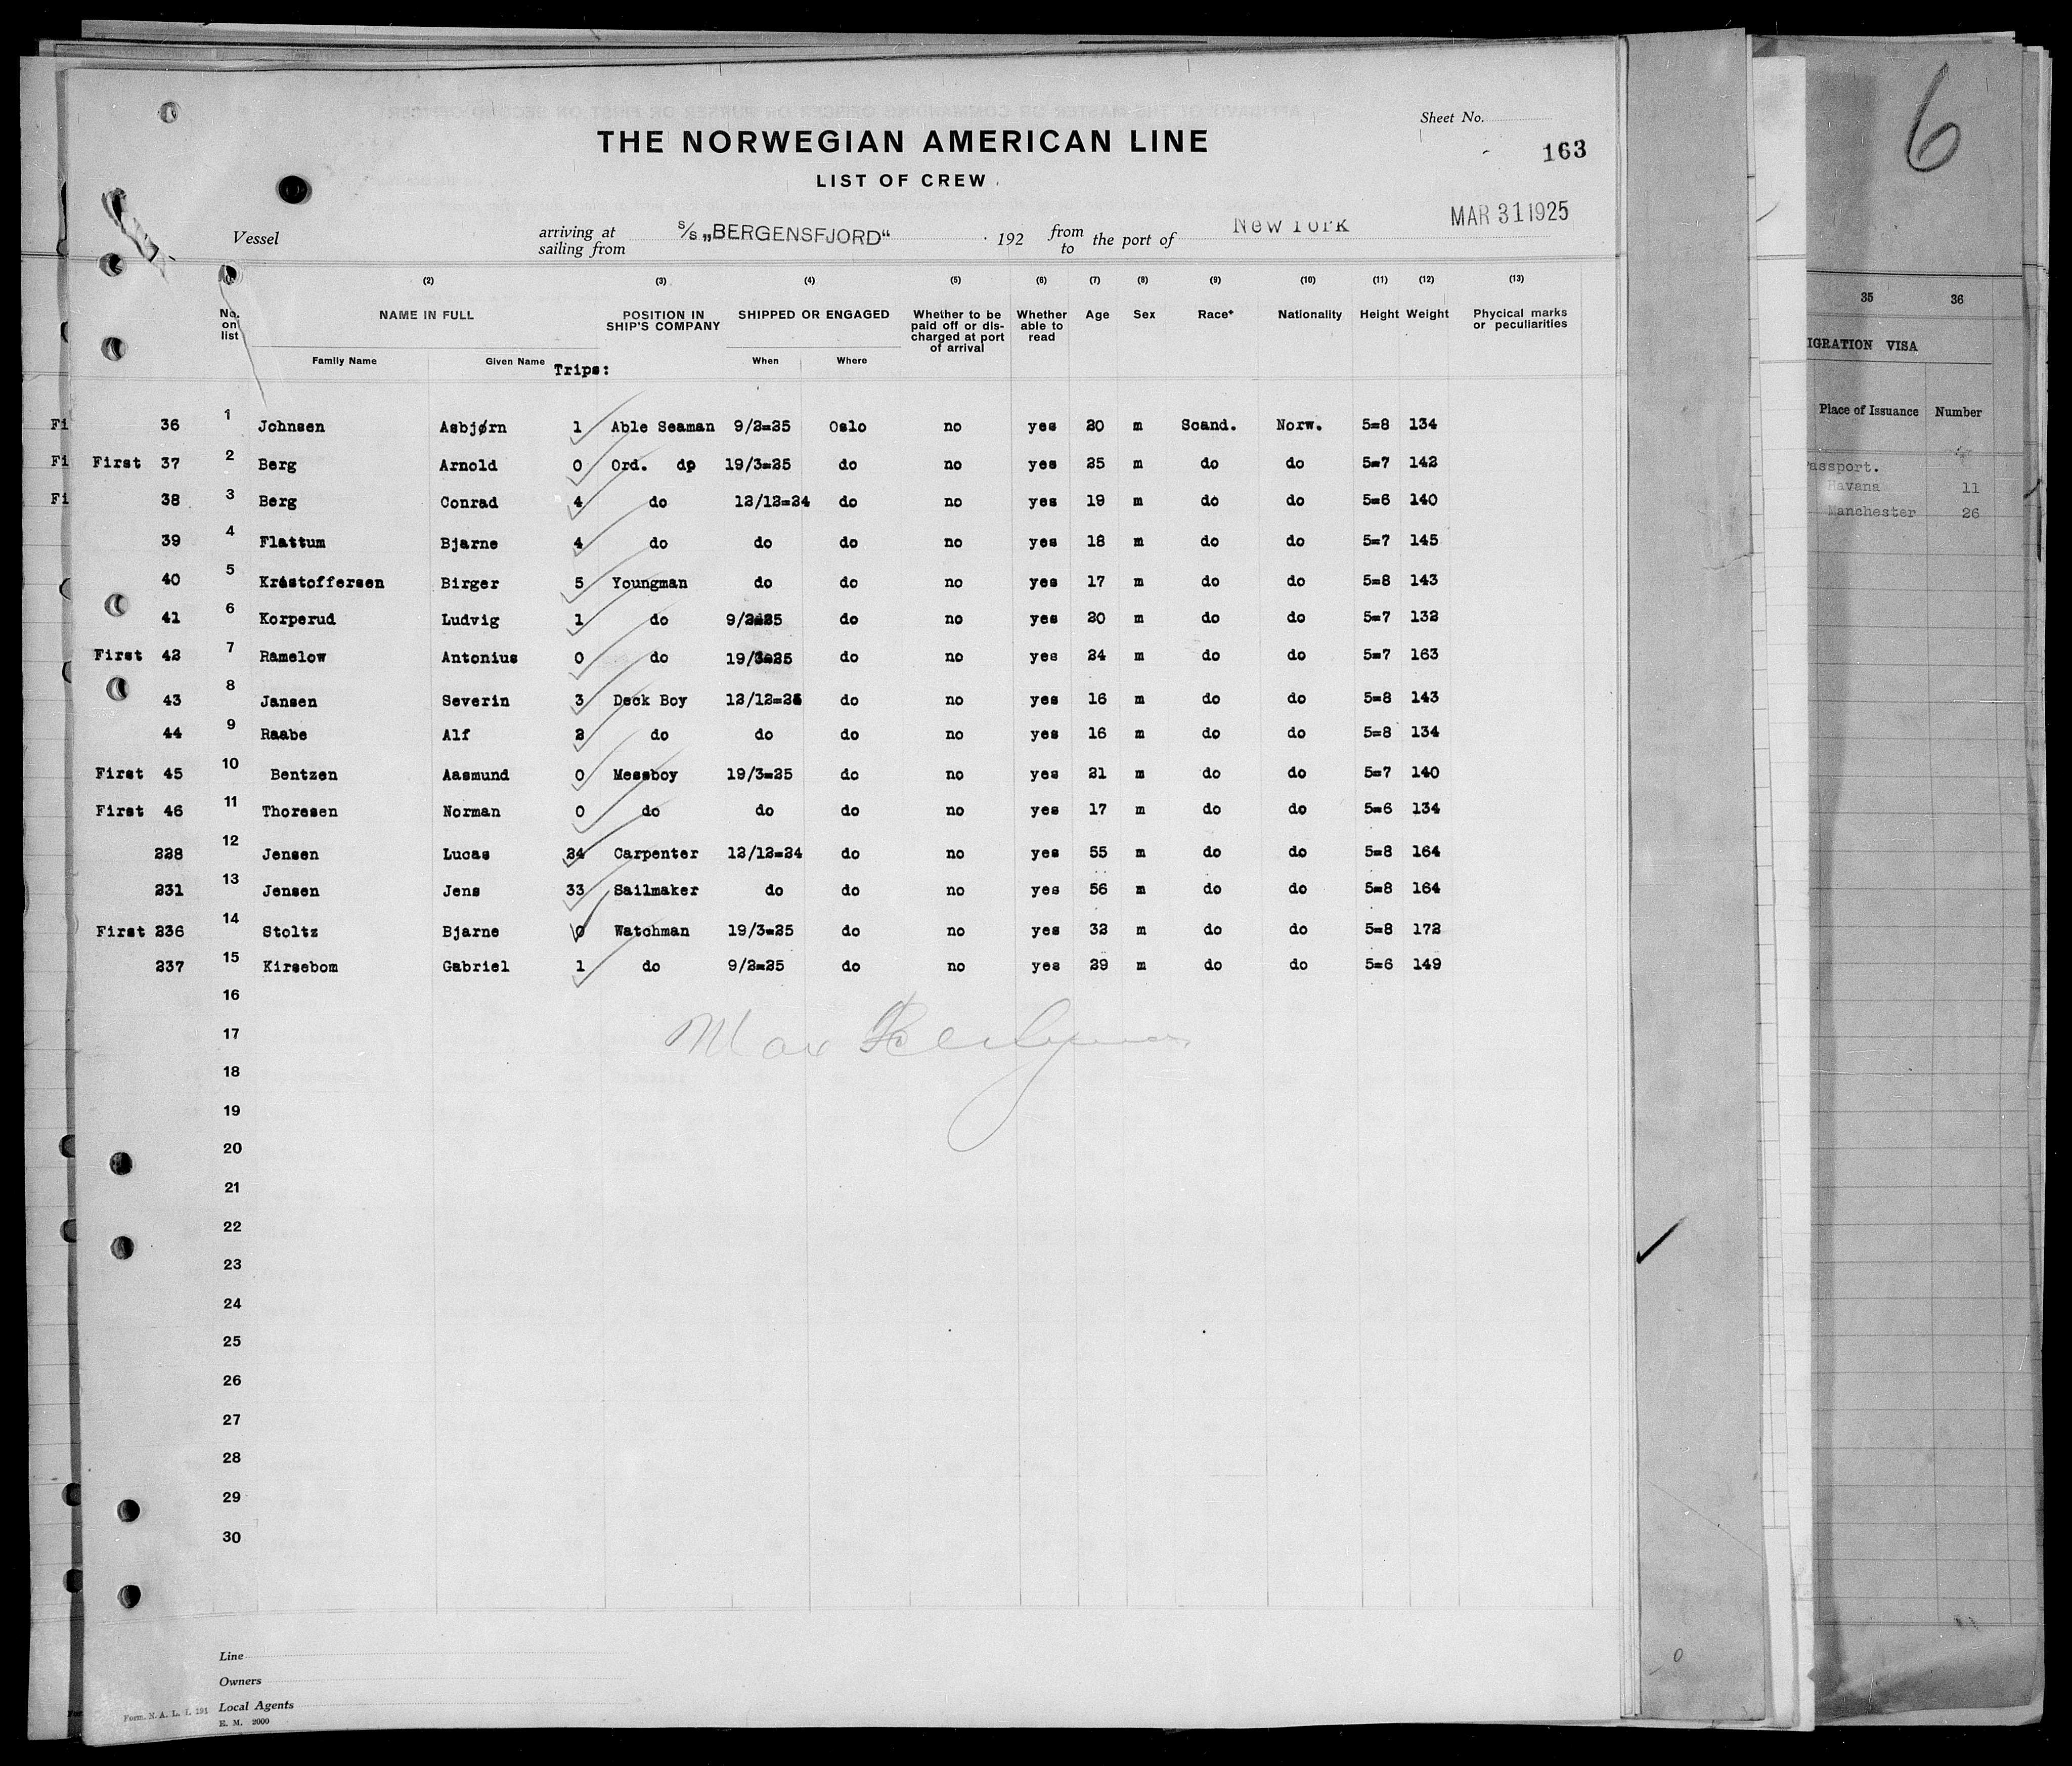 Sheet No.
THE NORWEGIAN AMERICAN LINE
163
LIST OF CREW
MAR 31 1925
Vessel arriving at sailing from S/S „BERGENSFJORD“ 192 from to the port of New York
(2) (3) (4) (5) (6) (7) (8) (9) (10) (11) (12) (13)
No. on list NAME IN FULL POSITION IN SHIP'S COMPANY SHIPPED OR ENGAGED Whether to be paid off or discharged at port of arrival Whether able to read Age Sex Race* Nationality Height Weight Phycical marks or peculiarities
Family Name Given Name Trips: When Where
36 1 Johnsen Asbjørn 1 Able Seaman 9/2=25 Oslo no yes 20 m Scand. Norw. 5=8 134
First 37 2 Berg Arnold 0 Ord. do 19/3=25 do no yes 25 m do do 5=7 142
38 3 Berg Conrad 4 do 12/12=24 do no yes 19 m do do 5=6 140
39 4 Flattum Bjarne 4 do do do no yes 18 m do do 5=7 145
40 5 Kristoffersen Birger 5 Youngman do do no yes 17 m do do 5=8 143
41 6 Korperud Ludvig 1 do 9/2=25 do no yes 20 m do do 5=7 132
First 42 7 Ramelow Antonius 0 do 19/3=25 do no yes 24 m do do 5=7 163
43 8 Jansen Severin 3 Deck Boy do no yes 16 m do do 5=8 143
44 9 Raabe Alf 2 do do do no yes 16 m do do 5=8 134
First 45 10 Bentzen Aasmund 0 Messboy 19/3=25 do no yes 21 m do do 5=7 140
First 46 11 Thoresen Norman 0 do do do no yes 17 m do do 5=6 134
228 12 Jensen Lucas 24 Carpenter 12/12=24 do no yes 55 m do do 5=8 164
231 13 Jensen Jens 33 Sailmaker do do no yes 56 m do do 5=8 164
First 236 14 Stoltz Bjarne 0 Watchman 19/3=25 do no yes 32 m do do 5=8 172
237 15 Kirsebom Gabriel 1 do 9/2=25 do no yes 29 m do do 5=6 149
16
17 Max
18
19
20
21
22
23
24
25
26
27
28
29
30
Line
Owners
Local Agents
Form. N. A. L. I. 191
E. M. 2000
6
35 36
IGRATION VISA
Place of Issuance Number
Passport.
Havana 11
Manchester 26